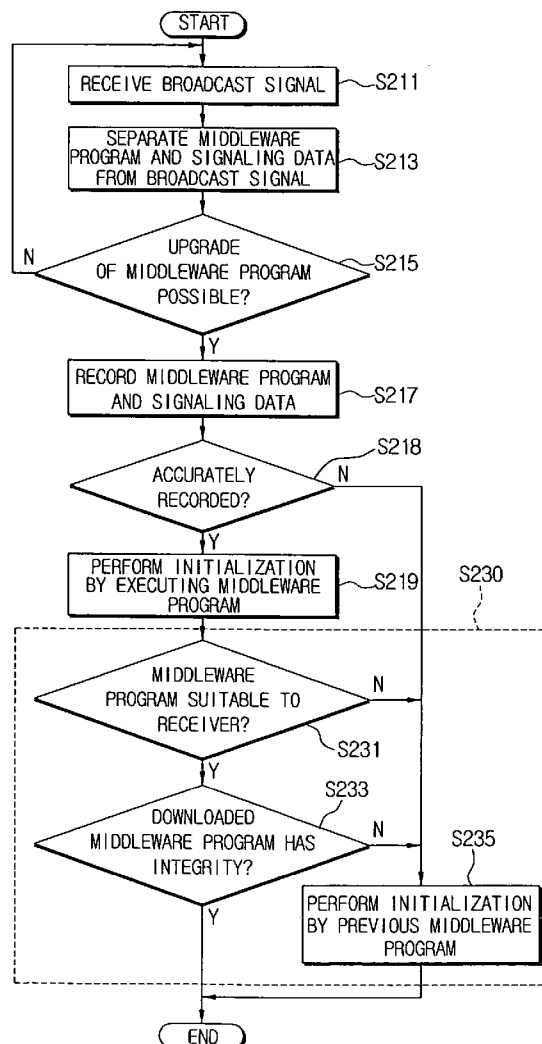 START
RECEIVE BROADCAST SIGNAL
S211
SEPARATE MIDDLEWARE
PROGRAM AND SIGNALING DATA
FROM BROADCAST SIGNAL
S213
UPGRADE
OF MIDDLEWARE PROGRAM
POSSIBLE?
S215
N
Y
RECORD MIDDLEWARE PROGRAM
AND SIGNALING DATA
S217
S218
ACCURATELY
RECORDED?
N
Y
PERFORM INITIALIZATION
BY EXECUTING MIDDLEWARE
PROGRAM
S219
S230
MIDDLEWARE
PROGRAM SUITABLE TO
RECEIVER?
N
S231
Y
S233
DOWNLOADED
MIDDLEWARE PROGRAM HAS
INTEGRITY?
N
Y
S235
PERFORM INITIALIZATION
BY PREVIOUS MIDDLEWARE
PROGRAM
END